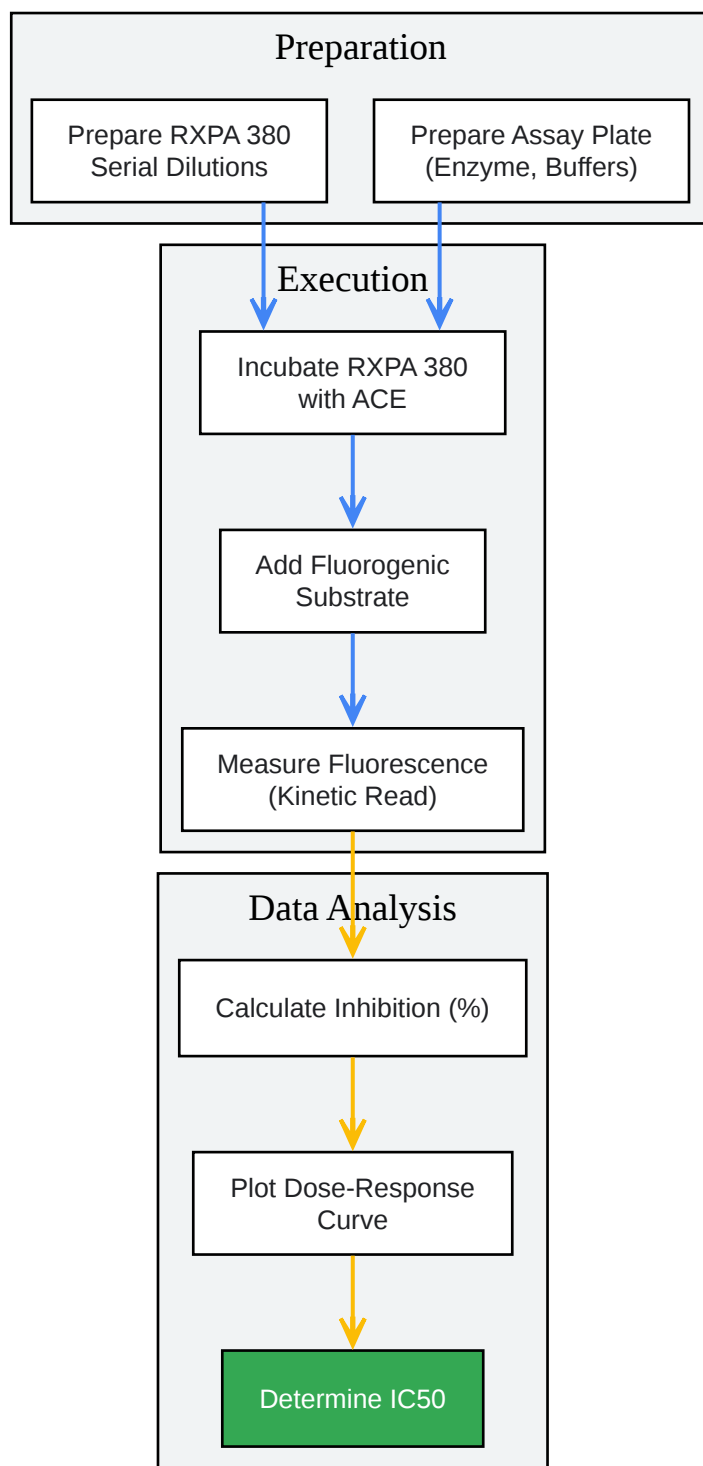 Preparation
Prepare RXPA 380
Serial Dilutions
Prepare Assay Plate
(Enzyme, Buffers)
Execution
Incubate RXPA 380
with ACE
Add Fluorogenic
Substrate
Measure Fluorescence
(Kinetic Read)
Data Analysis
Calculate Inhibition (%)
Plot Dose-Response
Curve
Determine IC50